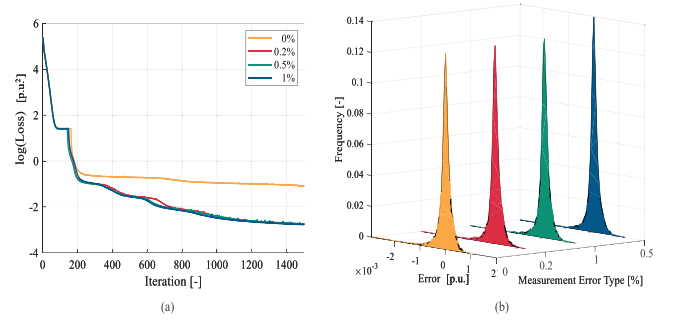 (a)
6
4
2
0
-2
-4
log(Loss) [p.u.²]
0 200 400 600 800 1000 1200 1400
Iteration [-]
0%
0.2%
0.5%
1%
(b)
0.14
0.12
0.1
0.08
0.06
0.04
0.02
0
Frequency [-]
×10⁻³
-2 -1 0 1 2
Error [p.u.]
0 0.2 1 0.5
Measurement Error Type [%]
(a)
(b)